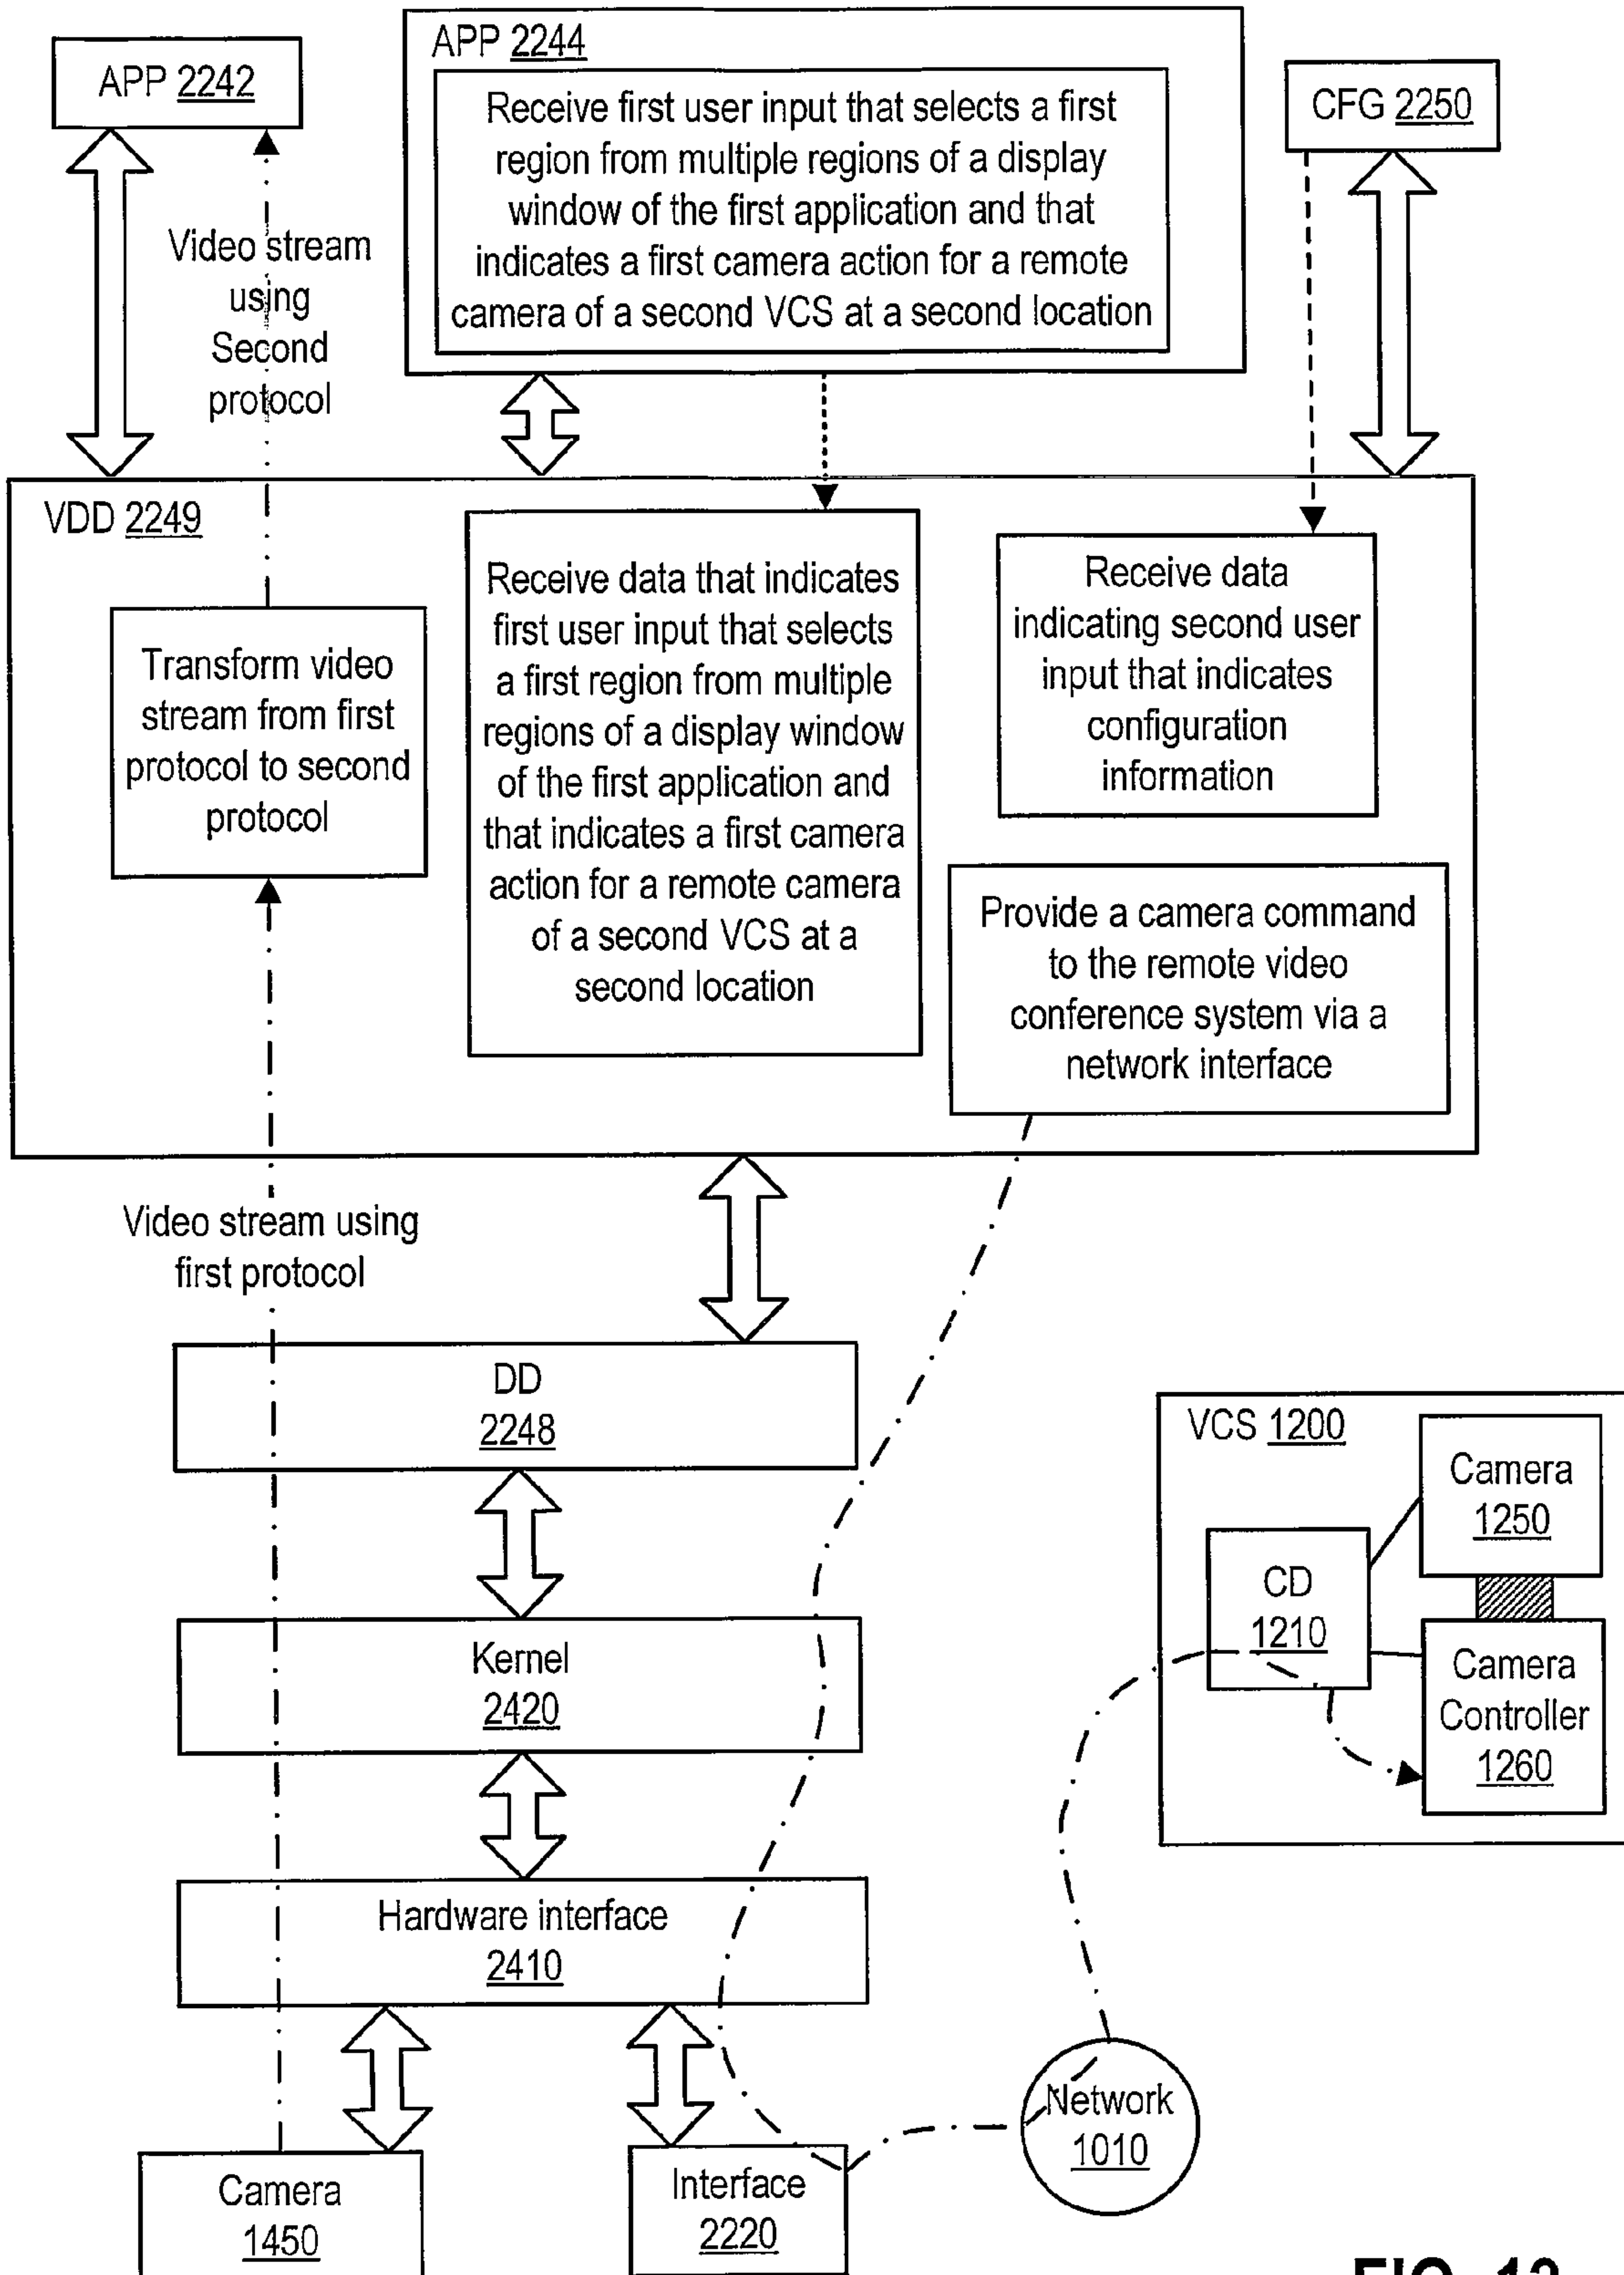 APP 2242
APP 2244
Receive first user input that selects a first
region from multiple regions of a display
window of the first application and that
indicates a first camera action for a remote
camera of a second VCS at a second location
CFG 2250
Video stream
using
Second
protocol
VDD 2249
Transform video
stream from first
protocol to second
protocol
Receive data that indicates
first user input that selects
a first region from multiple
regions of a display window
of the first application and
that indicates a first camera
action for a remote camera
of a second VCS at a
second location
Receive data
indicating second user
input that indicates
configuration
information
Provide a camera command
to the remote video
conference system via a
network interface
Video stream using
first protocol
DD
2248
Kernel
2420
Hardware interface
2410
Camera
1450
Interface
2220
Network
1010
VCS 1200
CD
1210
Camera
1250
Camera
Controller
1260
FIG.